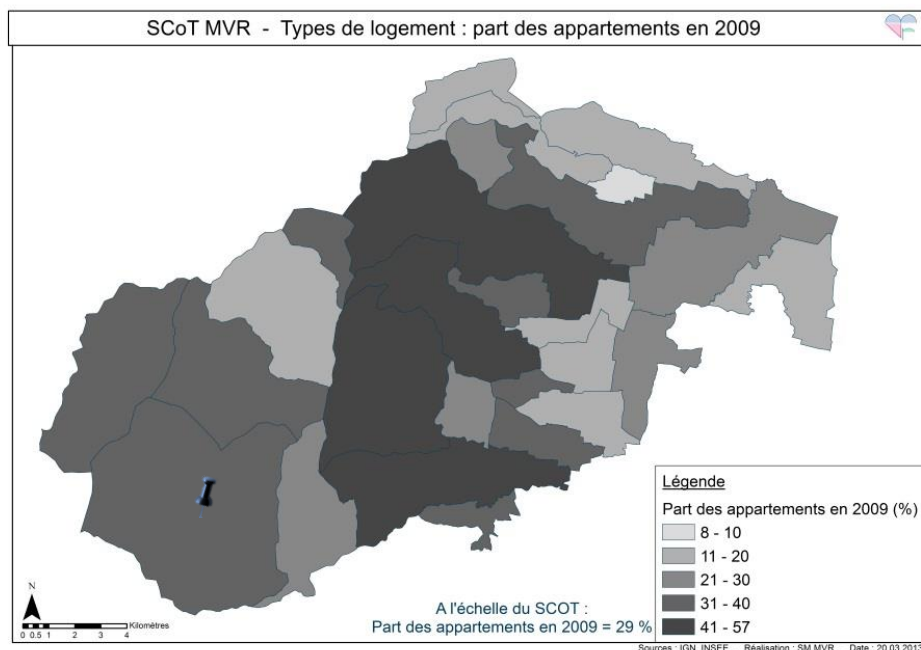 SCoT MVR - Types de logement : part des appartements en 2009
Légende
Part des appartements en 2009 (%)
8 - 10
11 - 20
21 - 30
31 - 40
41 - 57
N
0 0.5 1 2 3 4 Kilomètres
A l'échelle du SCOT :
Part des appartements en 2009 = 29 %
Sources : IGN, INSEE Réalisation : SM MVR Date : 20.03.2013